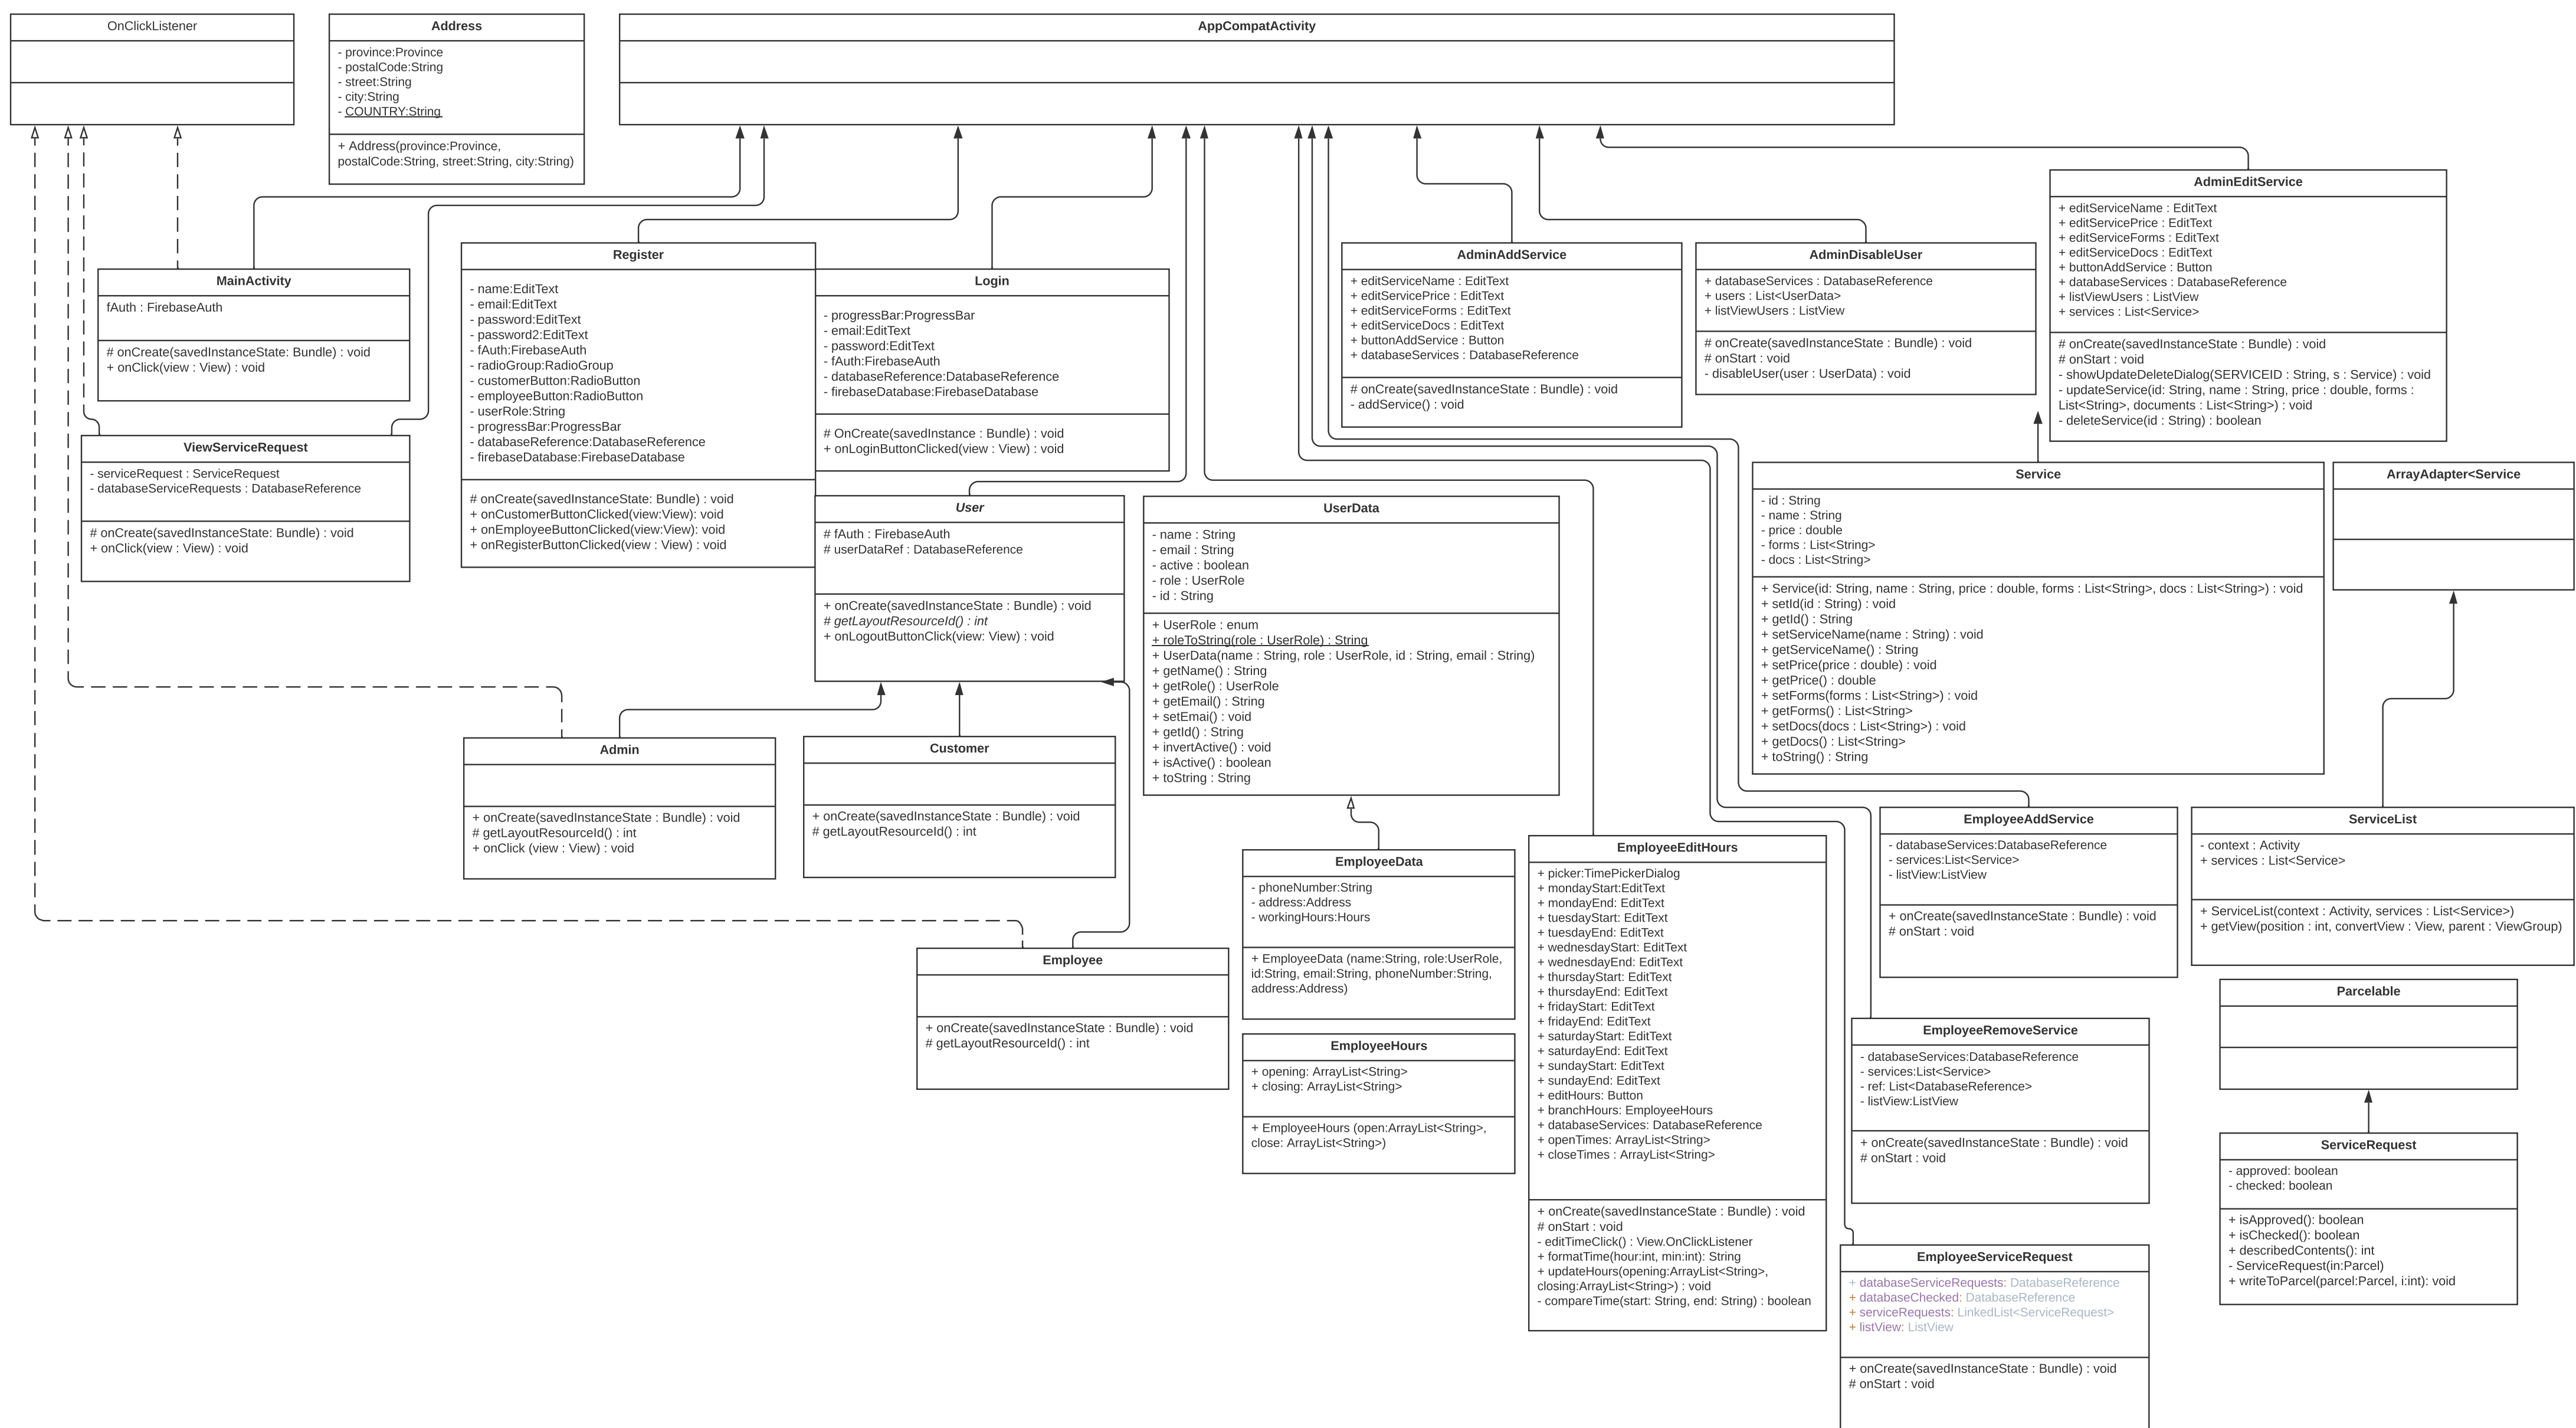 OnClickListener
Address
- province:Province
- postalCode:String
- street:String
- city:String
- COUNTRY:String
+ Address(province:Province,
postalCode:String, street:String, city:String)
AppCompatActivity
MainActivity
fAuth : FirebaseAuth
# onCreate(savedInstanceState: Bundle) : void
+ onClick(view : View) : void
ViewServiceRequest
- serviceRequest : ServiceRequest
- databaseServiceRequests : DatabaseReference
# onCreate(savedInstanceState: Bundle) : void
+ onClick(view : View) : void
Register
- name:EditText
- email:EditText
- password:EditText
- password2:EditText
- fAuth:FirebaseAuth
- radioGroup:RadioGroup
- customerButton:RadioButton
- employeeButton:RadioButton
- userRole:String
- progressBar:ProgressBar
- databaseReference:DatabaseReference
- firebaseDatabase:FirebaseDatabase
# onCreate(savedInstanceState: Bundle) : void
+ onCustomerButtonClicked(view:View): void
+ onEmployeeButtonClicked(view:View): void
+ onRegisterButtonClicked(view : View) : void
Login
- progressBar:ProgressBar
- email:EditText
- password:EditText
- fAuth:FirebaseAuth
- databaseReference:DatabaseReference
- firebaseDatabase:FirebaseDatabase
# OnCreate(savedInstance : Bundle) : void
+ onLoginButtonClicked(view : View) : void
AdminAddService
+ editServiceName : EditText
+ editServicePrice : EditText
+ editServiceForms : EditText
+ editServiceDocs : EditText
+ buttonAddService : Button
+ databaseServices : DatabaseReference
# onCreate(savedInstanceState : Bundle) : void
- addService() : void
AdminDisableUser
+ databaseServices : DatabaseReference
+ users : List<UserData>
+ listViewUsers : ListView
# onCreate(savedInstanceState : Bundle) : void
# onStart : void
- disableUser(user : UserData) : void
AdminEditService
+ editServiceName : EditText
+ editServicePrice : EditText
+ editServiceForms : EditText
+ editServiceDocs : EditText
+ buttonAddService : Button
+ databaseServices : DatabaseReference
+ listViewUsers : ListView
+ services : List<Service>
# onCreate(savedInstanceState : Bundle) : void
# onStart : void
- showUpdateDeleteDialog(SERVICEID : String, s : Service) : void
- updateService(id: String, name : String, price : double, forms :
List<String>, documents : List<String>) : void
- deleteService(id : String) : boolean
User
# fAuth : FirebaseAuth
# userDataRef : DatabaseReference
+ onCreate(savedInstanceState : Bundle) : void
# getLayoutResourceId() : int
+ onLogoutButtonClick(view: View) : void
UserData
- name : String
- email : String
- active : boolean
- role : UserRole
- id : String
+ UserRole : enum
+ roleToString(role : UserRole) : String
+ UserData(name : String, role : UserRole, id : String, email : String)
+ getName() : String
+ getRole() : UserRole
+ getEmail() : String
+ setEmai() : void
+ getId() : String
+ invertActive() : void
+ isActive() : boolean
+ toString : String
Service
- id : String
- name : String
- price : double
- forms : List<String>
- docs : List<String>
+ Service(id: String, name : String, price : double, forms : List<String>, docs : List<String>) : void
+ setId(id : String) : void
+ getId() : String
+ setServiceName(name : String) : void
+ getServiceName() : String
+ setPrice(price : double) : void
+ getPrice() : double
+ setForms(forms : List<String>) : void
+ getForms() : List<String>
+ setDocs(docs : List<String>) : void
+ getDocs() : List<String>
+ toString() : String
ArrayAdapter<Service
Admin
+ onCreate(savedInstanceState : Bundle) : void
# getLayoutResourceId() : int
+ onClick (view : View) : void
Customer
+ onCreate(savedInstanceState : Bundle) : void
# getLayoutResourceId() : int
Employee
+ onCreate(savedInstanceState : Bundle) : void
# getLayoutResourceId() : int
EmployeeData
- phoneNumber:String
- address:Address
- workingHours:Hours
+ EmployeeData (name:String, role:UserRole,
id:String, email:String, phoneNumber:String,
address:Address)
EmployeeHours
+ opening: ArrayList<String>
+ closing: ArrayList<String>
+ EmployeeHours (open:ArrayList<String>,
close: ArrayList<String>)
EmployeeEditHours
+ picker:TimePickerDialog
+ mondayStart:EditText
+ mondayEnd: EditText
+ tuesdayStart: EditText
+ tuesdayEnd: EditText
+ wednesdayStart: EditText
+ wednesdayEnd: EditText
+ thursdayStart: EditText
+ thursdayEnd: EditText
+ fridayStart: EditText
+ fridayEnd: EditText
+ saturdayStart: EditText
+ saturdayEnd: EditText
+ sundayStart: EditText
+ sundayEnd: EditText
+ editHours: Button
+ branchHours: EmployeeHours
+ databaseServices: DatabaseReference
+ openTimes: ArrayList<String>
+ closeTimes : ArrayList<String>
+ onCreate(savedInstanceState : Bundle) : void
# onStart : void
- editTimeClick() : View.OnClickListener
+ formatTime(hour:int, min:int): String
+ updateHours(opening:ArrayList<String>,
closing:ArrayList<String>) : void
- compareTime(start: String, end: String) : boolean
EmployeeAddService
- databaseServices:DatabaseReference
- services:List<Service>
- listView:ListView
+ onCreate(savedInstanceState : Bundle) : void
# onStart : void
ServiceList
- context : Activity
+ services : List<Service>
+ ServiceList(context : Activity, services : List<Service>)
+ getView(position : int, convertView : View, parent : ViewGroup)
EmployeeRemoveService
- databaseServices:DatabaseReference
- services:List<Service>
- ref: List<DatabaseReference>
- listView:ListView
+ onCreate(savedInstanceState : Bundle) : void
# onStart : void
Parcelable
ServiceRequest
- approved: boolean
- checked: boolean
+ isApproved(): boolean
+ isChecked(): boolean
+ describedContents(): int
- ServiceRequest(in:Parcel)
+ writeToParcel(parcel:Parcel, i:int): void
EmployeeServiceRequest
+ databaseServiceRequests: DatabaseReference
+ databaseChecked: DatabaseReference
+ serviceRequests: LinkedList<ServiceRequest>
+ listView: ListView
+ onCreate(savedInstanceState : Bundle) : void
# onStart : void